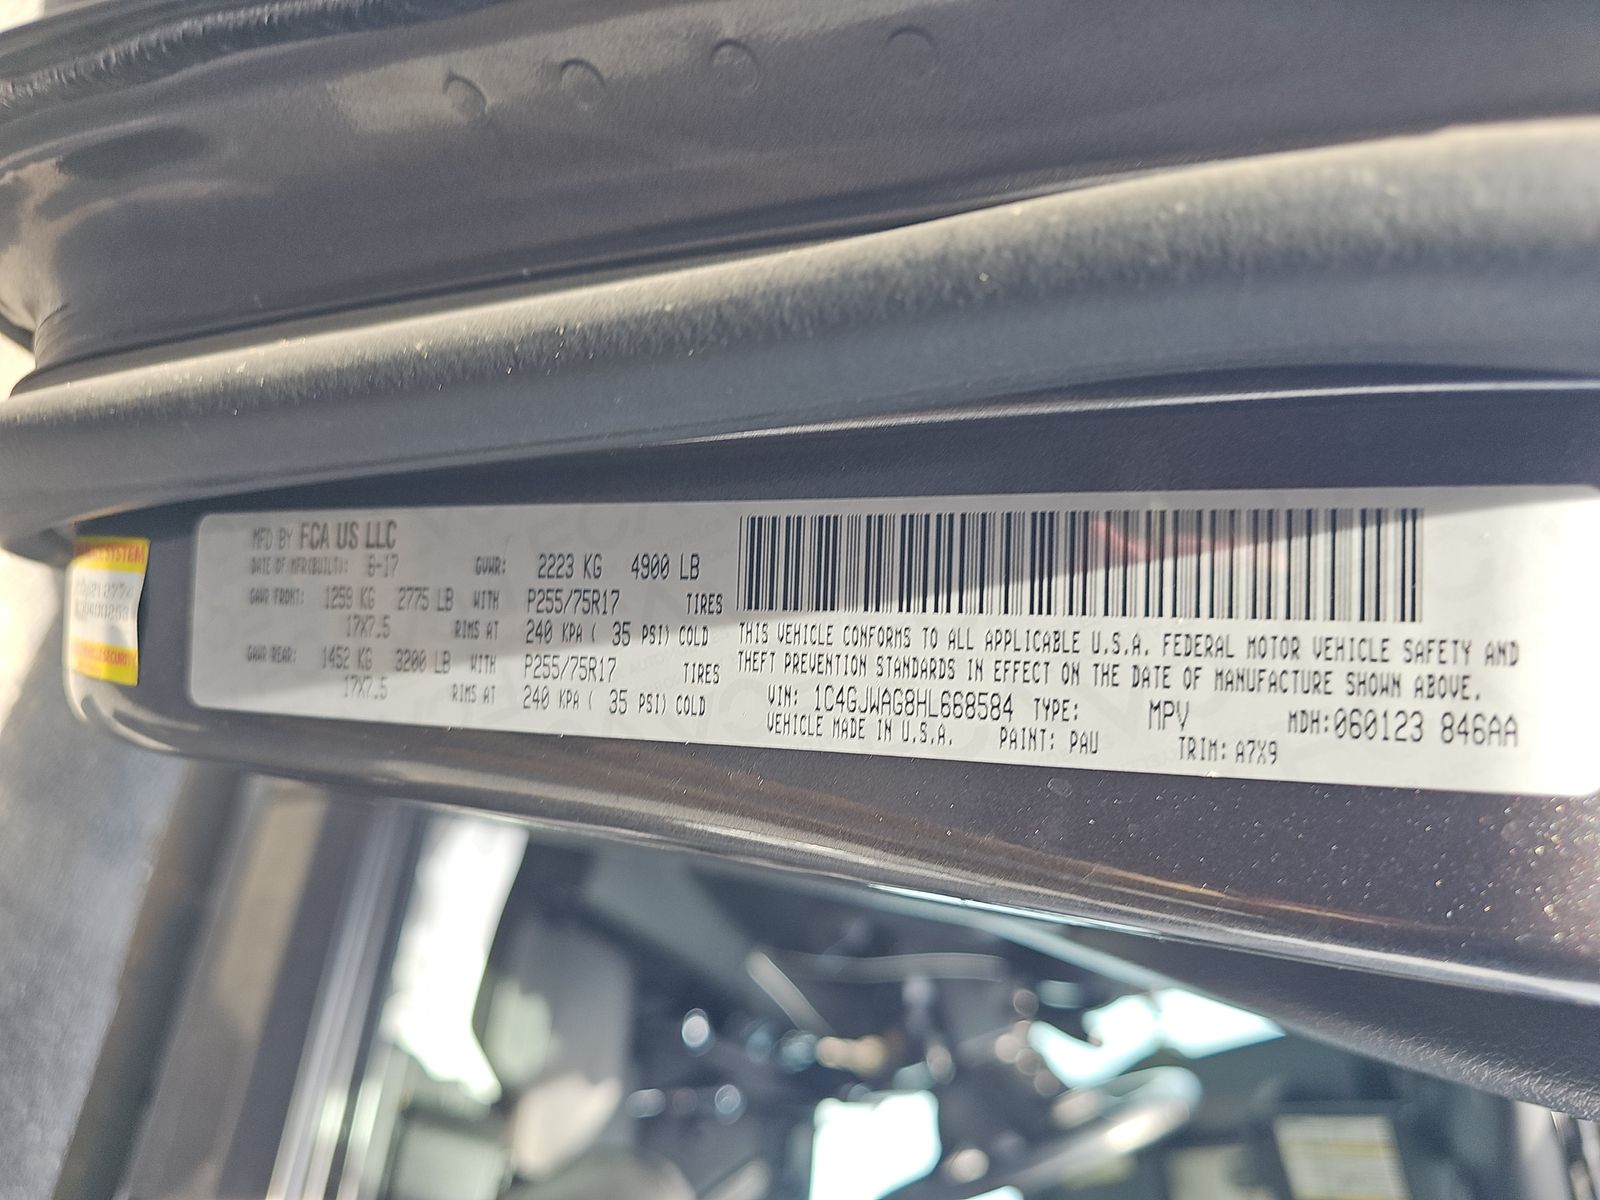 MFD BY FCA US LLC
DATE OF MFR(BUILT): 8-17 GVWR: 2223 KG 4900 LB
GAWR FRONT: 1259 KG 2775 LB WITH P255/75R17 TIRES
17X7.5 RIMS AT 240 KPA ( 35 PSI) COLD
GAWR REAR: 1452 KG 3200 LB WITH P255/75R17 TIRES
17X7.5 RIMS AT 240 KPA ( 35 PSI) COLD
THIS VEHICLE CONFORMS TO ALL APPLICABLE U.S.A. FEDERAL MOTOR VEHICLE SAFETY AND
THEFT PREVENTION STANDARDS IN EFFECT ON THE DATE OF MANUFACTURE SHOWN ABOVE.
VIN: 1C4GJWAG8HL668584 TYPE: MPV MDH:060123 846AA
VEHICLE MADE IN U.S.A. PAINT: PAU TRIM: A7X9
SYSTEM